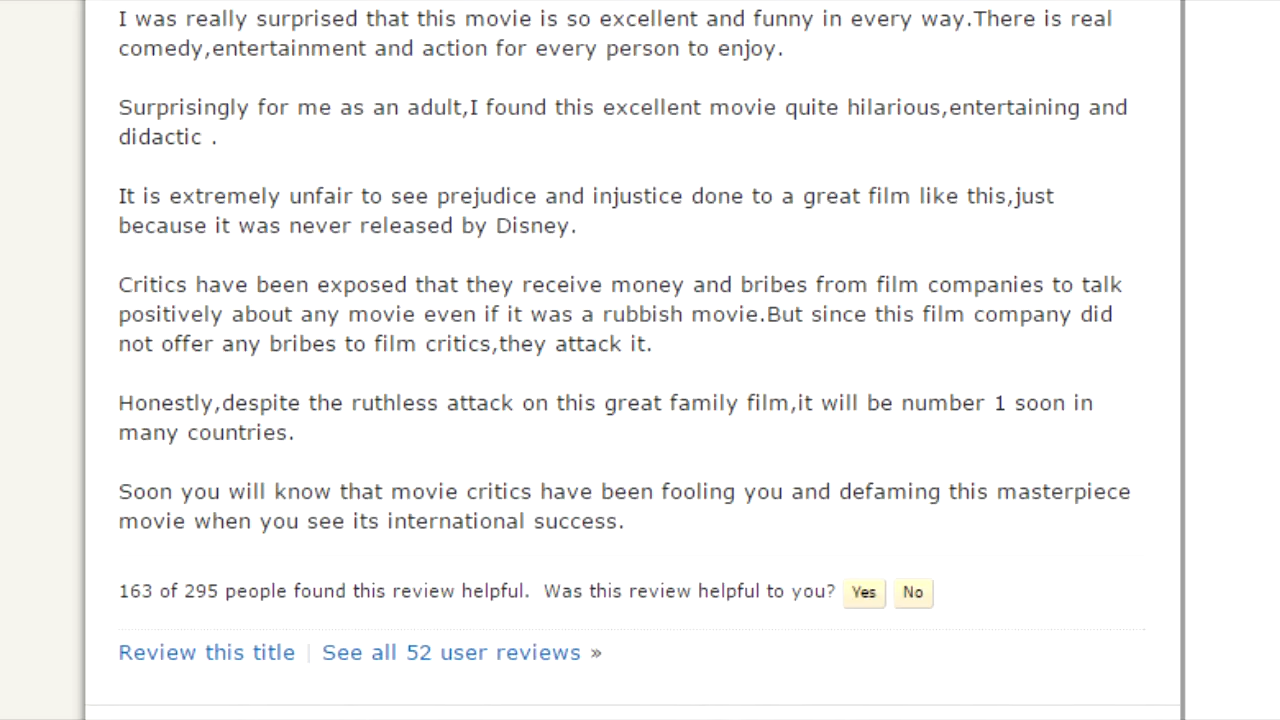 I was really surprised that this movie is so excellent and funny in every way.There is real
comedy,entertainment and action for every person to enjoy.
Surprisingly for me as an adult,I found this excellent movie quite hilarious,entertaining and
didactic .
It is extremely unfair to see prejudice and injustice done to a great film like this,just
because it was never released by Disney.
Critics have been exposed that they receive money and bribes from film companies to talk
positively about any movie even if it was a rubbish movie.But since this film company did
not offer any bribes to film critics,they attack it.
Honestly,despite the ruthless attack on this great family film,it will be number 1 soon in
many countries.
Soon you will know that movie critics have been fooling you and defaming this masterpiece
movie when you see its international success.
163 of 295 people found this review helpful.  Was this review helpful to you? Yes No
Review this title | See all 52 user reviews »